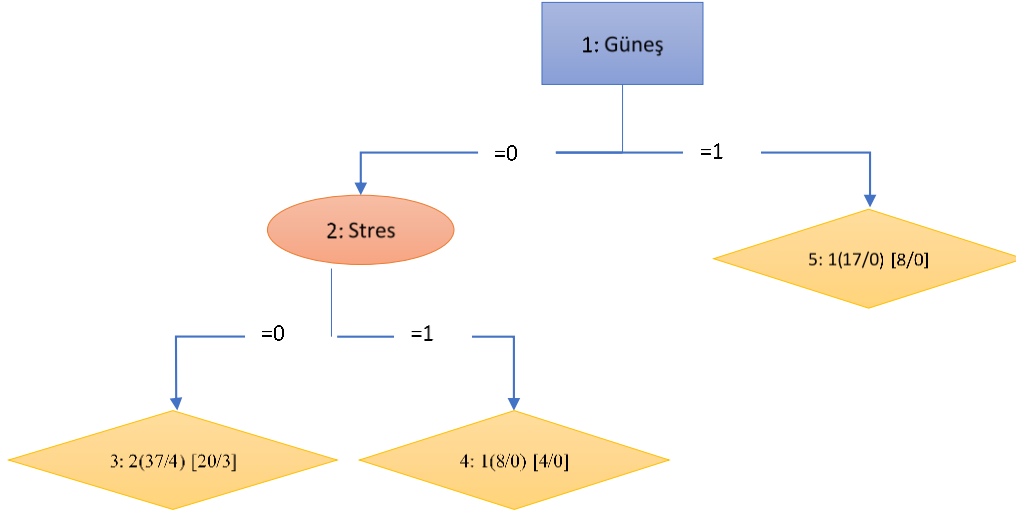 1: Güneş
=0
=1
2: Stres
5: 1(17/0) [8/0]
=0
=1
3: 2(37/4) [20/3]
4: 1(8/0) [4/0]